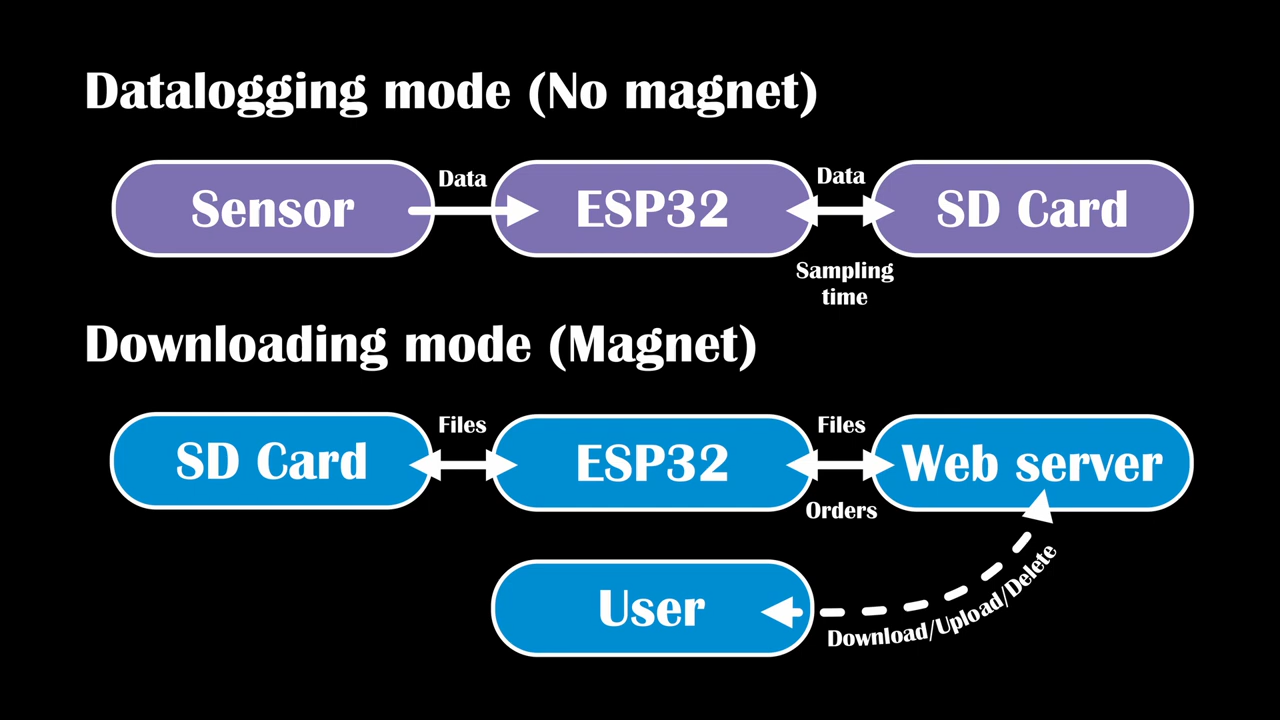 Datalogging mode (No magnet)
Sensor
Data
ESP32
Data
SD Card
Sampling
time
Downloading mode (Magnet)
SD Card
Files
ESP32
Files
Web server
Orders
User
Download/Upload/Delete